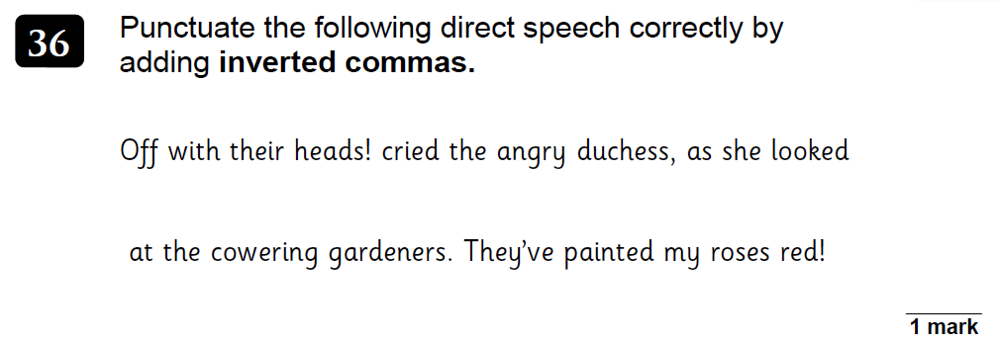 36
Punctuate the following direct speech correctly by
adding inverted commas.
Off with their heads! cried the angry duchess, as she looked
at the cowering gardeners. They’ve painted my roses red!
1 mark